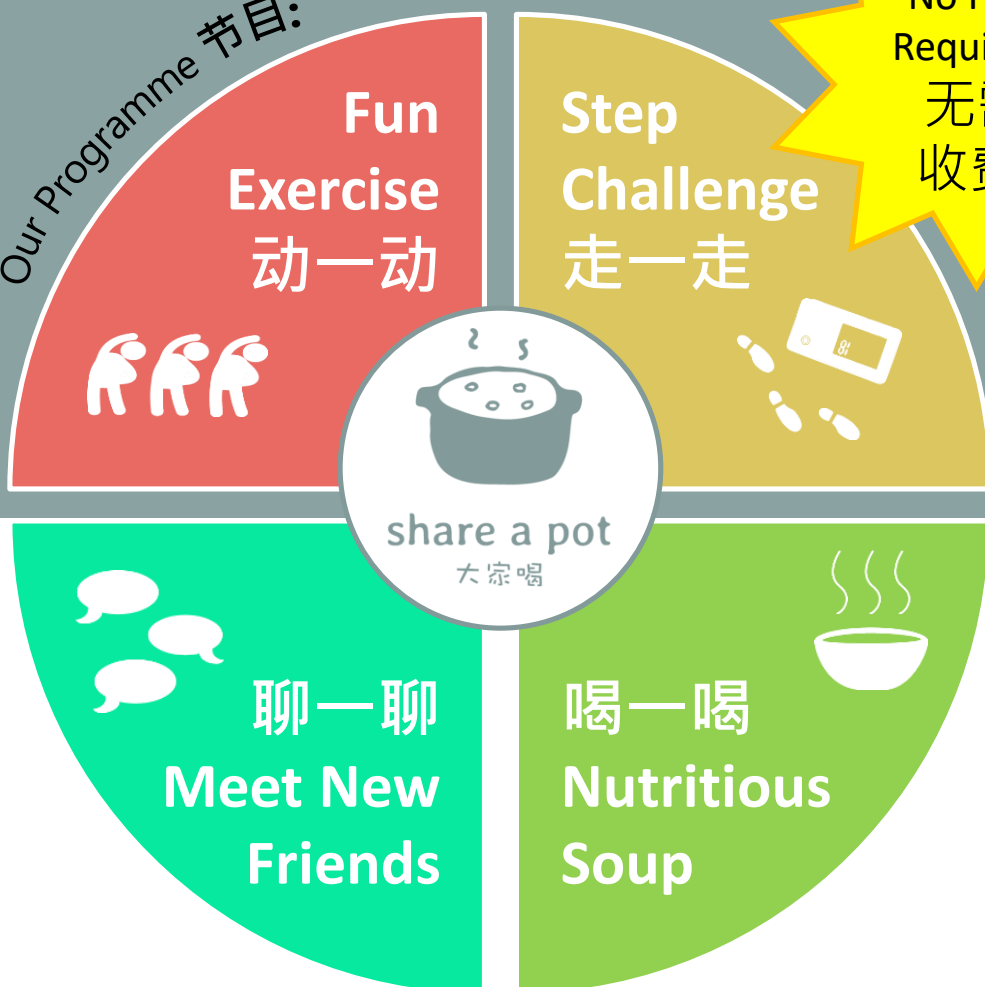 Our Programme 节目:
Fun
Exercise
动一动
Step
Challenge
走一走
无
收
share a pot
大家喝
聊一聊
Meet New
Friends
喝一喝
Nutritious
Soup